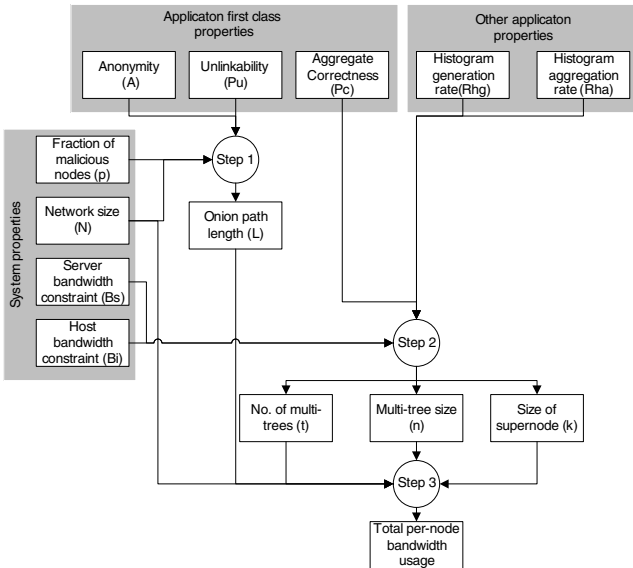 Applicaton first class
properties
Other applicaton
properties
Anonymity
(A)
Unlinkability
(Pu)
Aggregate
Correctness
(Pc)
Histogram
generation
rate(Rhg)
Histogram
aggregation
rate (Rha)
System properties
Fraction of
malicious
nodes (p)
Network size
(N)
Server
bandwidth
constraint (Bs)
Host
bandwidth
constraint (Bi)
Step 1
Onion path
length (L)
Step 2
No. of multi-
trees (t)
Multi-tree size
(n)
Size of
supernode (k)
Step 3
Total per-node
bandwidth
usage